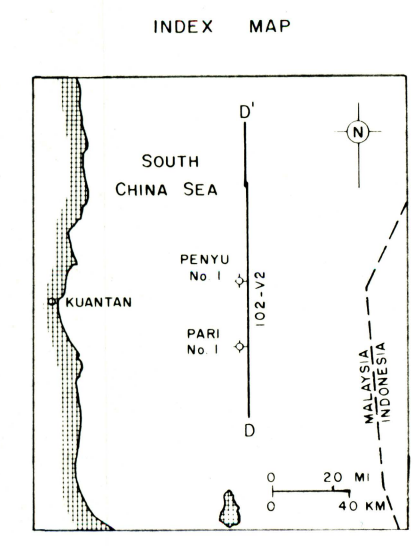 INDEX MAP
D'
N
SOUTH
CHINA SEA
PENYU
No. 1
102-V2
KUANTAN
PARI
No. 1
MALAYSIA
INDONESIA
D
0 20 MI
0 40 KM